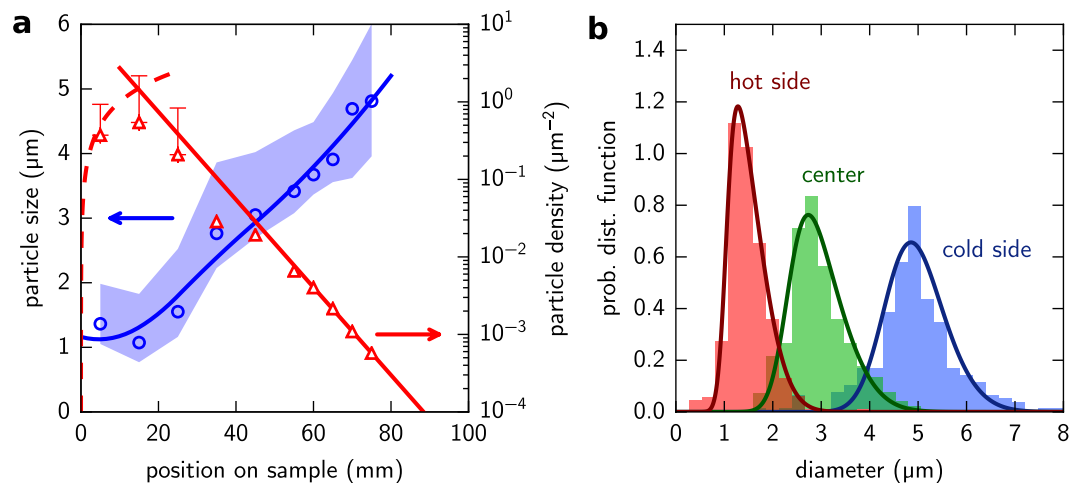 a
6
5
4
3
2
1
0
particle size (µm)
0 20 40 60 80 100
position on sample (mm)
10¹
10⁰
10⁻¹
10⁻²
10⁻³
10⁻⁴
particle density (µm⁻²)
b
1.4
1.2
1.0
0.8
0.6
0.4
0.2
0.0
prob. dist. function
hot side
center
cold side
0 1 2 3 4 5 6 7 8
diameter (µm)